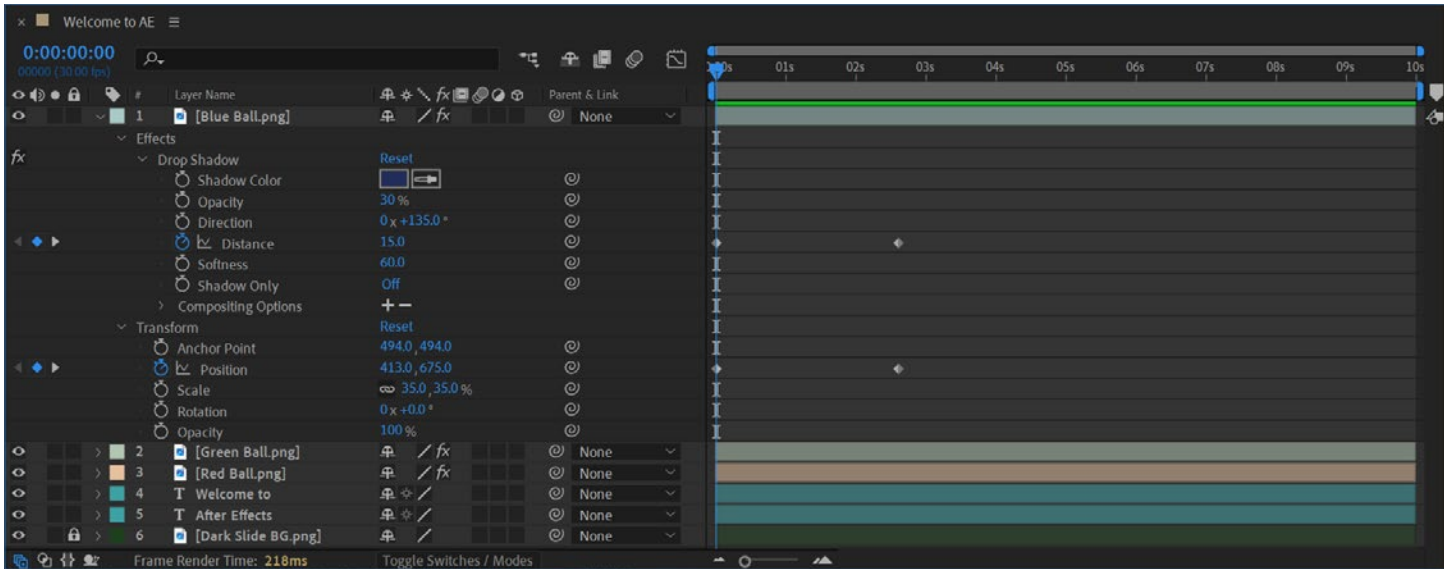 Welcome to AE
0:00:00:00
00000 (30.00 fps)
:00s 01s 02s 03s 04s 05s 06s 07s 08s 09s 10s
# Layer Name fx Parent & Link
1 [Blue Ball.png] fx None
Effects
fx Drop Shadow Reset
Shadow Color
Opacity 30 %
Direction 0 x +135.0 °
Distance 15.0
Softness 60.0
Shadow Only Off
Compositing Options + −
Transform Reset
Anchor Point 494.0 , 494.0
Position 413.0 , 675.0
Scale 35.0 , 35.0 %
Rotation 0 x +0.0 °
Opacity 100 %
2 [Green Ball.png] fx None
3 [Red Ball.png] fx None
4 T Welcome to None
5 T After Effects None
6 [Dark Slide BG.png] None
Frame Render Time: 218ms Toggle Switches / Modes